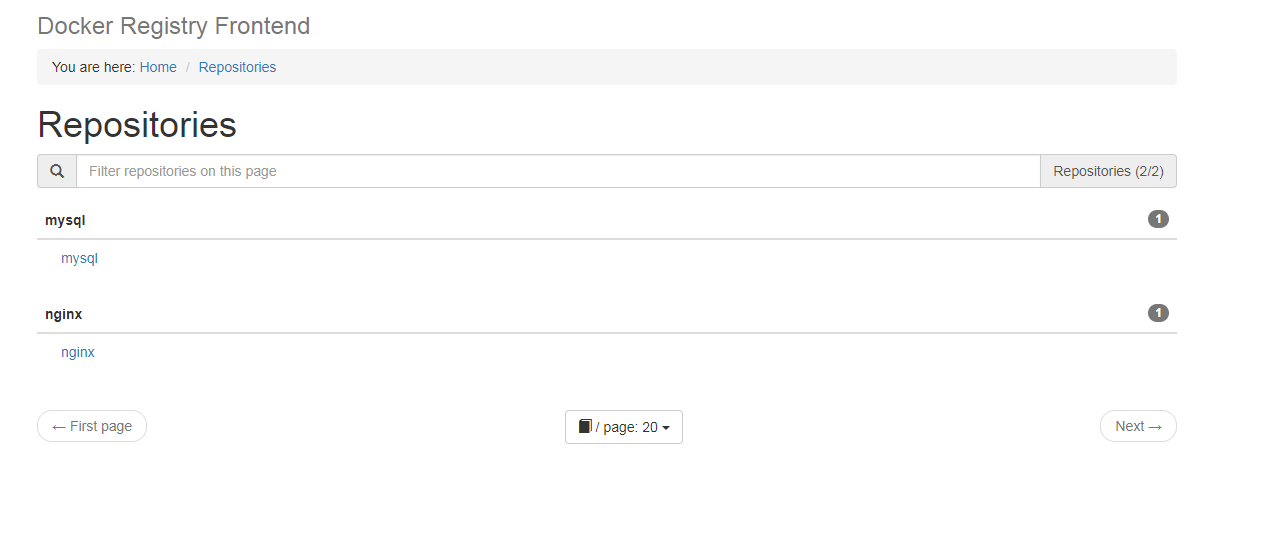 Docker Registry Frontend
You are here: Home / Repositories
Repositories
Filter repositories on this page Repositories (2/2)
mysql 1
mysql
nginx 1
nginx
← First page / page: 20 Next →